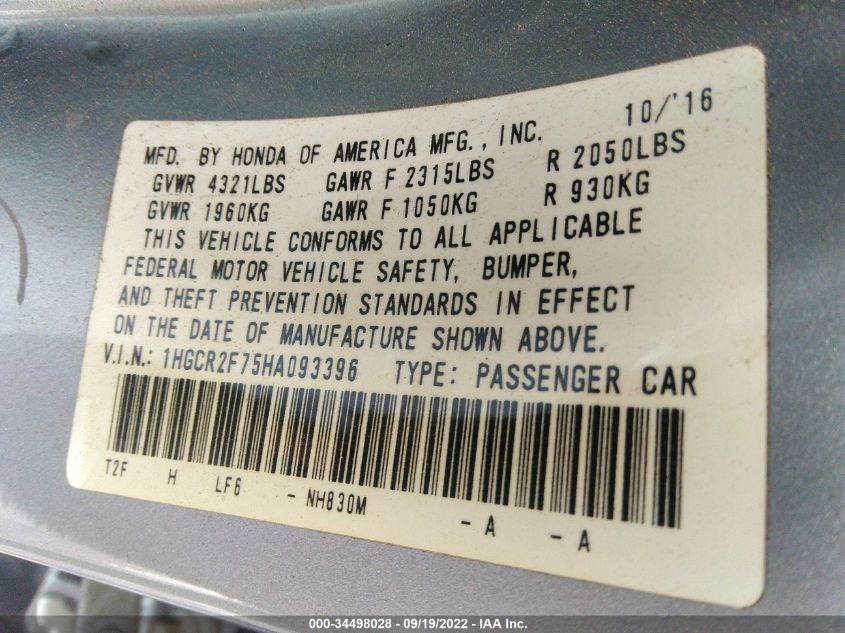 10/'16
MFD. BY HONDA OF AMERICA MFG., INC.
GVWR 4321LBS GAWR F 2315LBS R 2050LBS
GVWR 1960KG GAWR F 1050KG R 930KG
THIS VEHICLE CONFORMS TO ALL APPLICABLE
FEDERAL MOTOR VEHICLE SAFETY, BUMPER,
AND THEFT PREVENTION STANDARDS IN EFFECT
ON THE DATE OF MANUFACTURE SHOWN ABOVE.
V.I.N.: 1HGCR2F75HA093396 TYPE: PASSENGER CAR
T2F H LF6 - NH830M - A - A
000-34498028 - 09/19/2022 - IAA Inc.